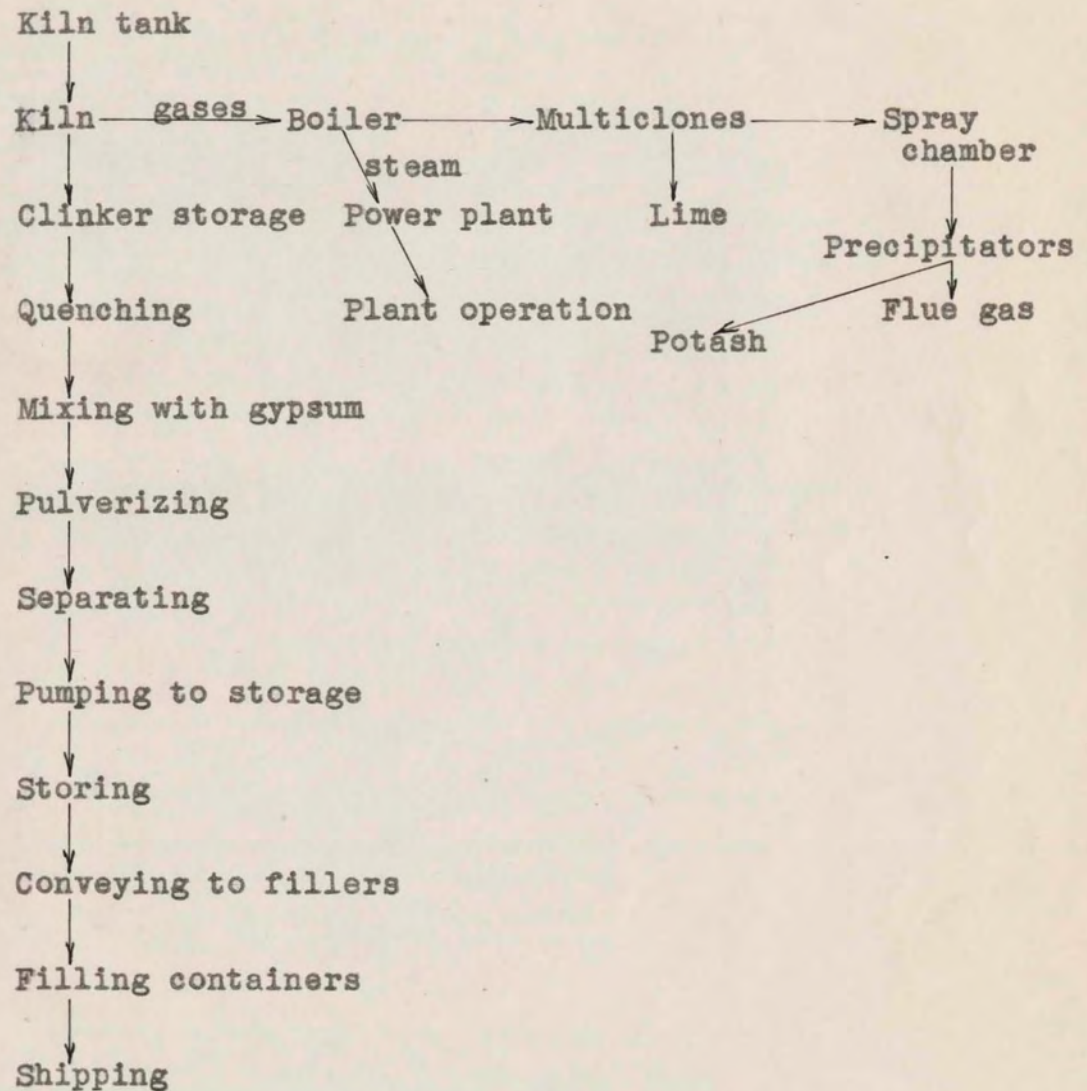 Kiln tank
Kiln gases Boiler Multiclones Spray
chamber
steam
Clinker storage Power plant Lime
Precipitators
Quenching Plant operation Flue gas
Potash
Mixing with gypsum
Pulverizing
Separating
Pumping to storage
Storing
Conveying to fillers
Filling containers
Shipping